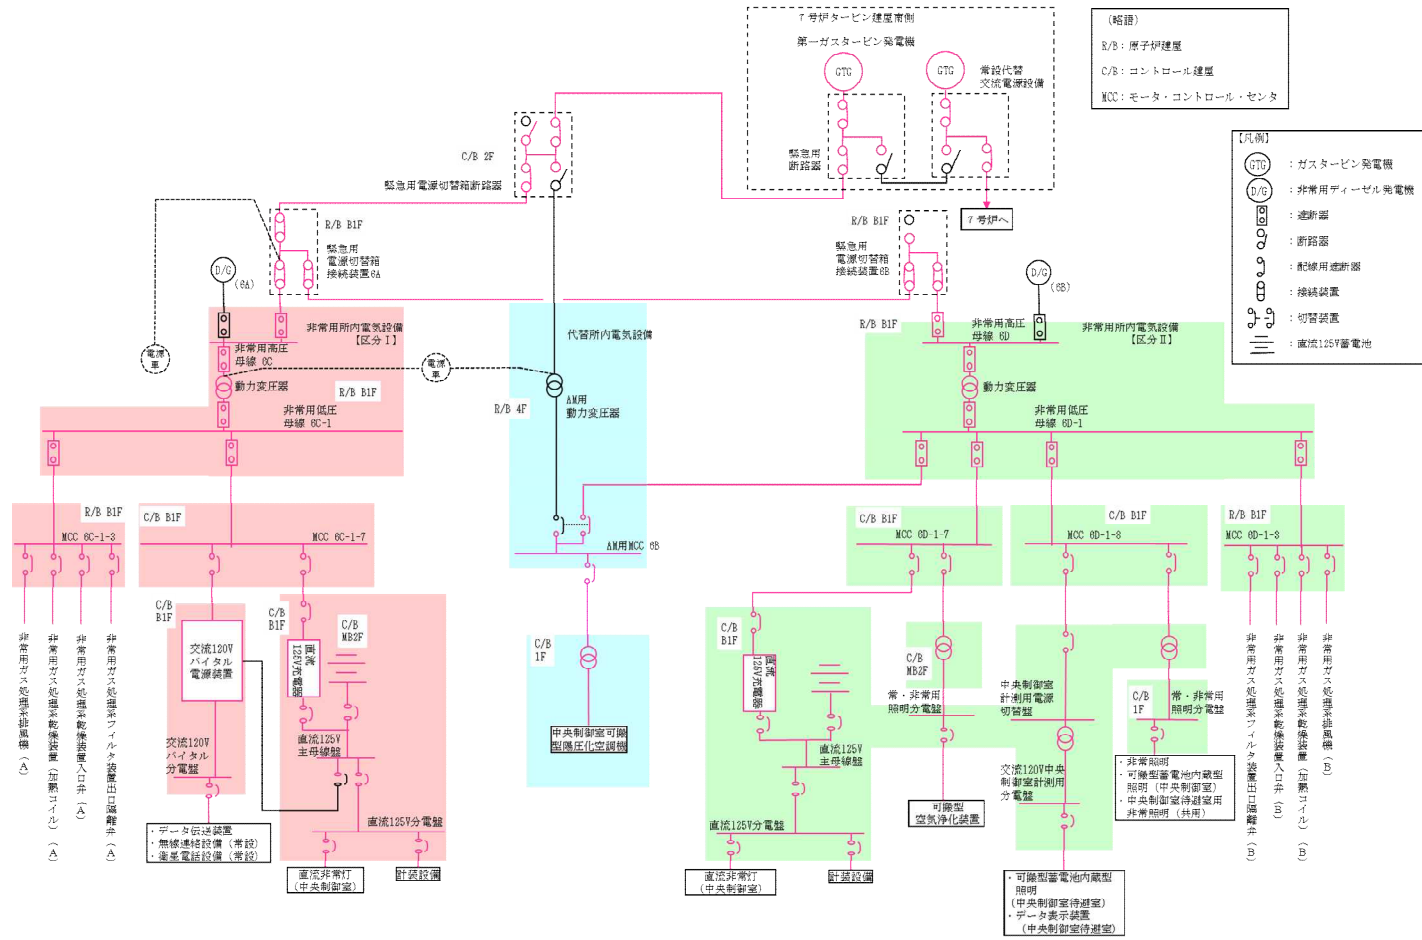 7号炉タービン建屋南側
第一ガスタービン発電機
GTG
GTG
常設代替
交流電源設備
緊急用
断路器
7号炉へ
(略語)
R/B：原子炉建屋
C/B：コントロール建屋
MCC：モータ・コントロール・センタ
【凡例】
GTG ：ガスタービン発電機
D/G ：非常用ディーゼル発電機
：遮断器
：断路器
：配線用遮断器
：接続装置
：切替装置
：直流125V蓄電池
C/B 2F
緊急用電源切替箱断路器
R/B B1F
緊急用
電源切替箱
接続装置6A
R/B B1F
緊急用
電源切替箱
接続装置6B
D/G
(6A)
D/G
(6B)
電源
車
電源
車
非常用所内電気設備
【区分Ⅰ】
非常用高圧
母線 6C
動力変圧器
R/B B1F
非常用低圧
母線 6C-1
代替所内電気設備
AM用
動力変圧器
R/B 4F
AM用MCC 6B
R/B B1F
非常用高圧
母線 6D
非常用所内電気設備
【区分Ⅱ】
動力変圧器
非常用低圧
母線 6D-1
R/B B1F
MCC 6C-1-3
C/B B1F
MCC 6C-1-7
C/B B1F
MCC 6D-1-7
C/B B1F
MCC 6D-1-8
R/B B1F
MCC 6D-1-3
非常用ガス処理系排風機（A）
非常用ガス処理系乾燥装置（加熱コイル）（A）
非常用ガス処理系乾燥装置入口弁（A）
非常用ガス処理系フィルタ装置出口隔離弁（A）
C/B
B1F
交流120V
バイタル
電源装置
交流120V
バイタル
分電盤
・データ伝送装置
・無線連絡設備（常設）
・衛星電話設備（常設）
C/B
B1F
直流
125V充電器
C/B
MB2F
直流125V
主母線盤
直流125V分電盤
直流非常灯
(中央制御室)
計装設備
C/B
1F
中央制御室可搬
型陽圧化空調機
C/B
B1F
直流
125V充電器
直流125V
主母線盤
直流125V分電盤
直流非常灯
(中央制御室)
計装設備
C/B
MB2F
常・非常用
照明分電盤
可搬型
空気浄化装置
中央制御室
計測用電源
切替盤
交流120V中央
制御室計測用
分電盤
・可搬型蓄電池内蔵型
照明
(中央制御室待避室)
・データ表示装置
(中央制御室待避室)
C/B
1F
常・非常用
照明分電盤
・非常照明
・可搬型蓄電池内蔵型
照明（中央制御室）
・中央制御室待避室用
非常照明（共用）
非常用ガス処理系フィルタ装置出口隔離弁（B）
非常用ガス処理系乾燥装置入口弁（B）
非常用ガス処理系乾燥装置（加熱コイル）（B）
非常用ガス処理系排風機（B）